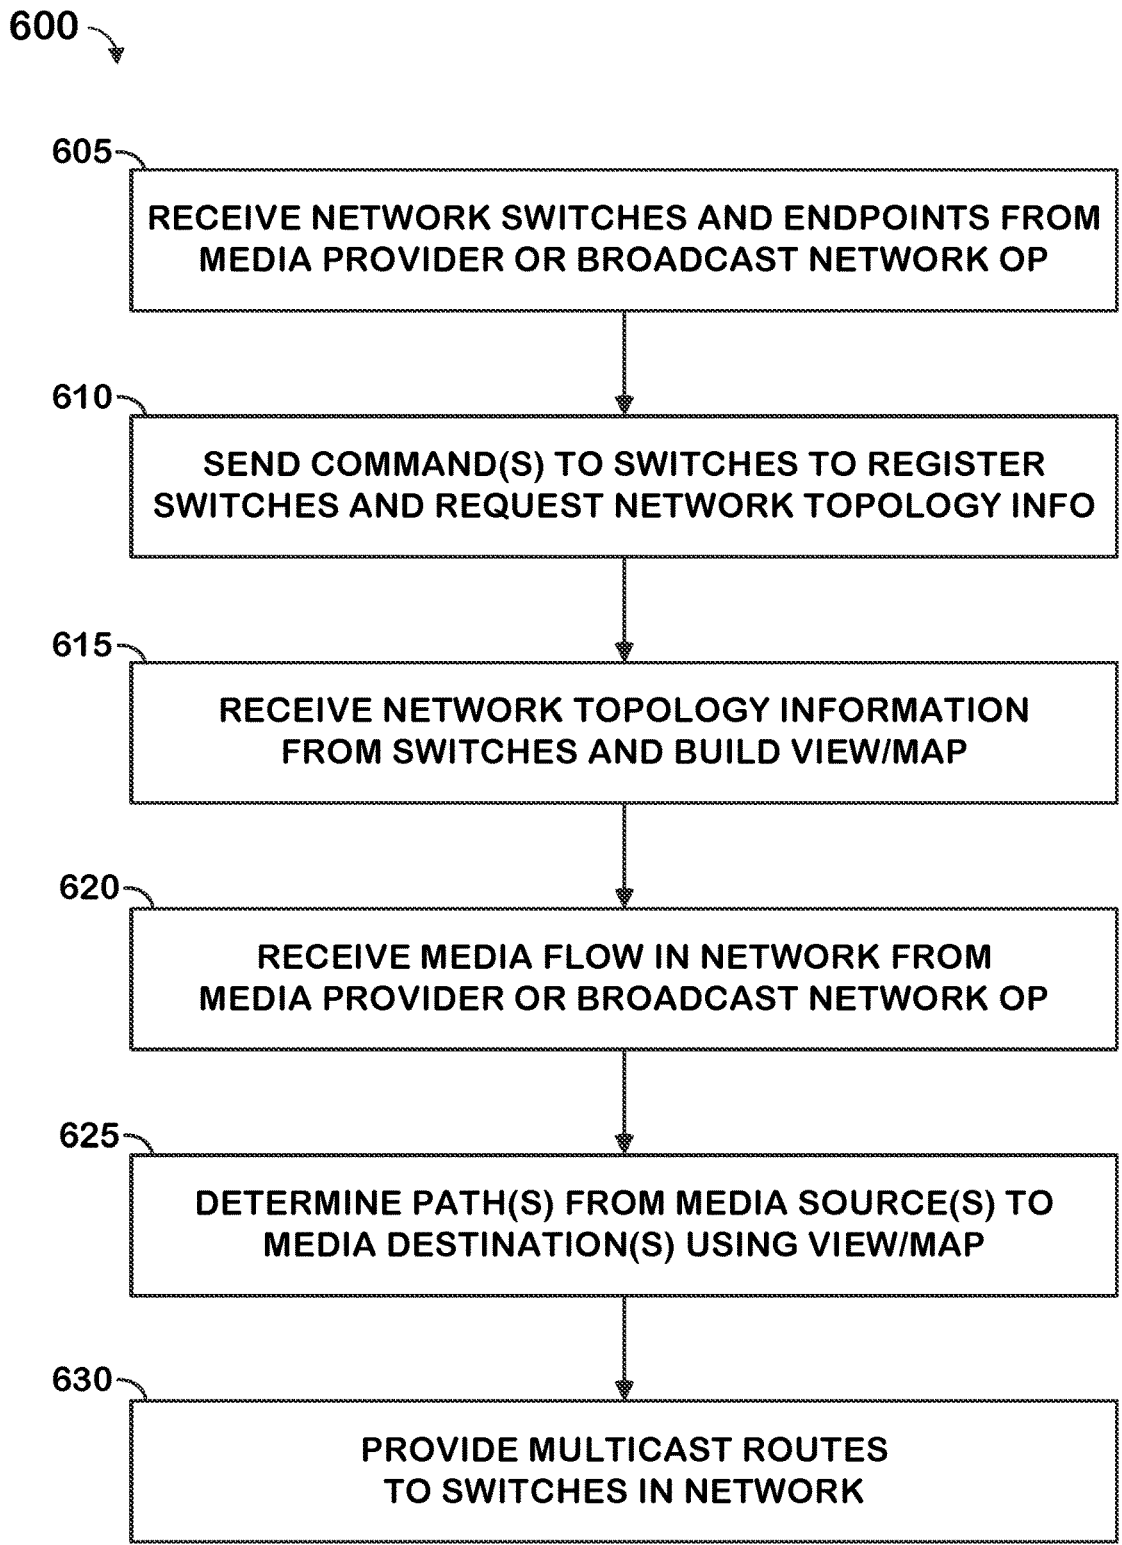 600
605
RECEIVE NETWORK SWITCHES AND ENDPOINTS FROM
MEDIA PROVIDER OR BROADCAST NETWORK OP
610
SEND COMMAND(S) TO SWITCHES TO REGISTER
SWITCHES AND REQUEST NETWORK TOPOLOGY INFO
615
RECEIVE NETWORK TOPOLOGY INFORMATION
FROM SWITCHES AND BUILD VIEW/MAP
620
RECEIVE MEDIA FLOW IN NETWORK FROM
MEDIA PROVIDER OR BROADCAST NETWORK OP
625
DETERMINE PATH(S) FROM MEDIA SOURCE(S) TO
MEDIA DESTINATION(S) USING VIEW/MAP
630
PROVIDE MULTICAST ROUTES
TO SWITCHES IN NETWORK